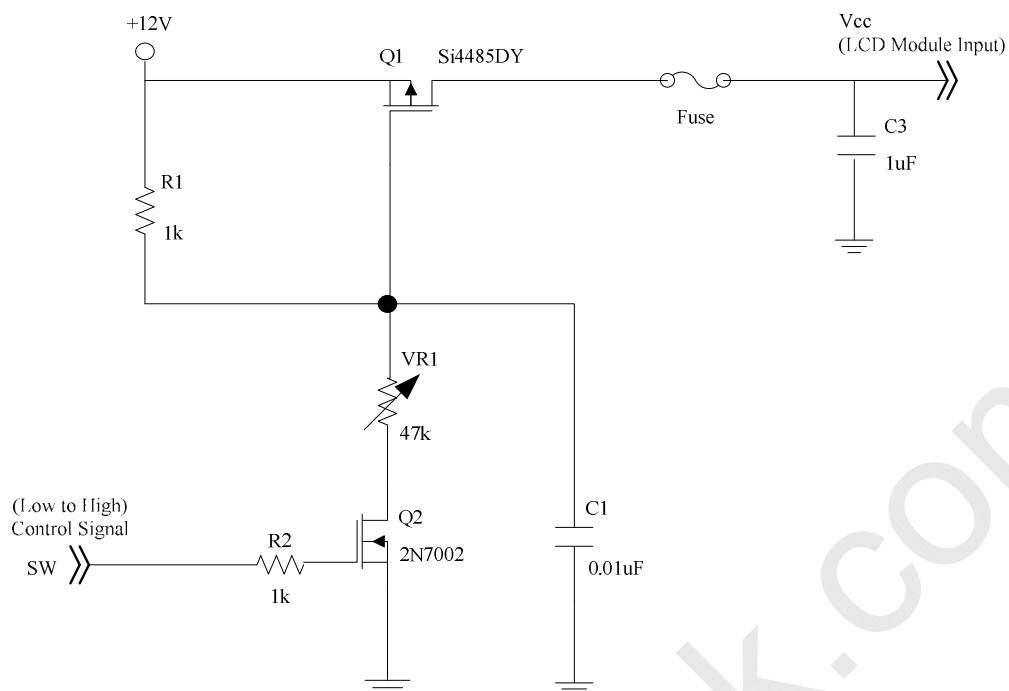 +12V
Q1
Si4485DY
Vcc
(LCD Module Input)
Fuse
C3
1uF
R1
1k
VR1
47k
(Low to High)
Control Signal
SW
R2
1k
Q2
2N7002
C1
0.01uF
k.com